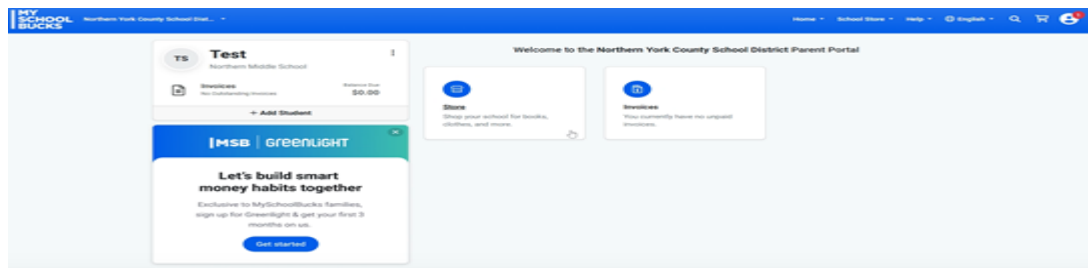 MY
SCHOOL
BUCKS
Northern York County School Dist...
Home
School Store
Help
English
TS
Test
Northern Middle School
Invoices
No Outstanding Invoices
Balance Due
$0.00
+ Add Student
MSB | Greenlight
Let's build smart
money habits together
Exclusive to MySchoolBucks families,
sign up for Greenlight & get your first 3
months on us.
Get started
Welcome to the Northern York County School District Parent Portal
Store
Shop your school for books,
clothes, and more.
Invoices
You currently have no unpaid
invoices.